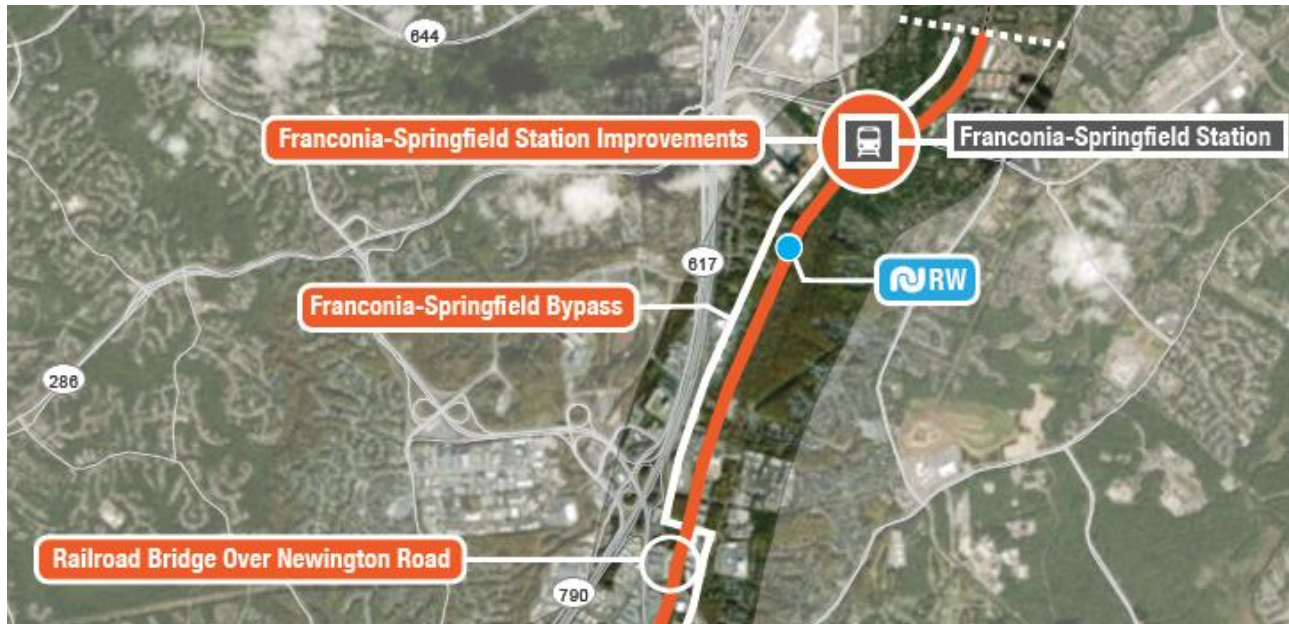 644
Franconia-Springfield Station Improvements
Franconia-Springfield Station
617
RW
Franconia-Springfield Bypass
286
Railroad Bridge Over Newington Road
790